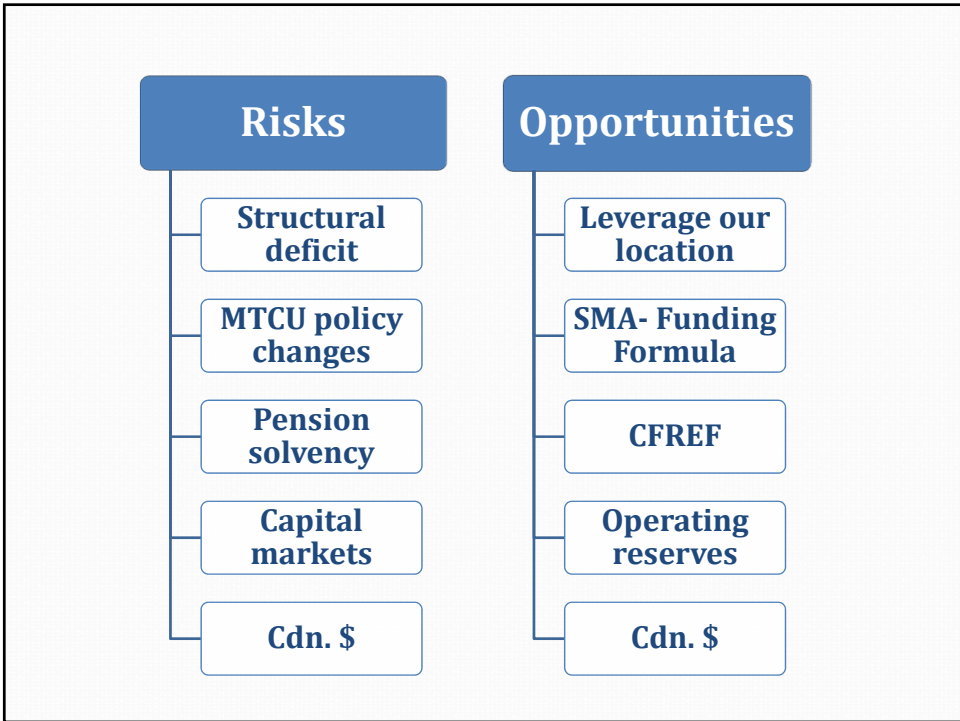 Risks
Structural
deficit
MTCU policy
changes
Pension
solvency
Capital
markets
Cdn. $
Opportunities
Leverage our
location
SMA- Funding
Formula
CFREF
Operating
reserves
Cdn. $